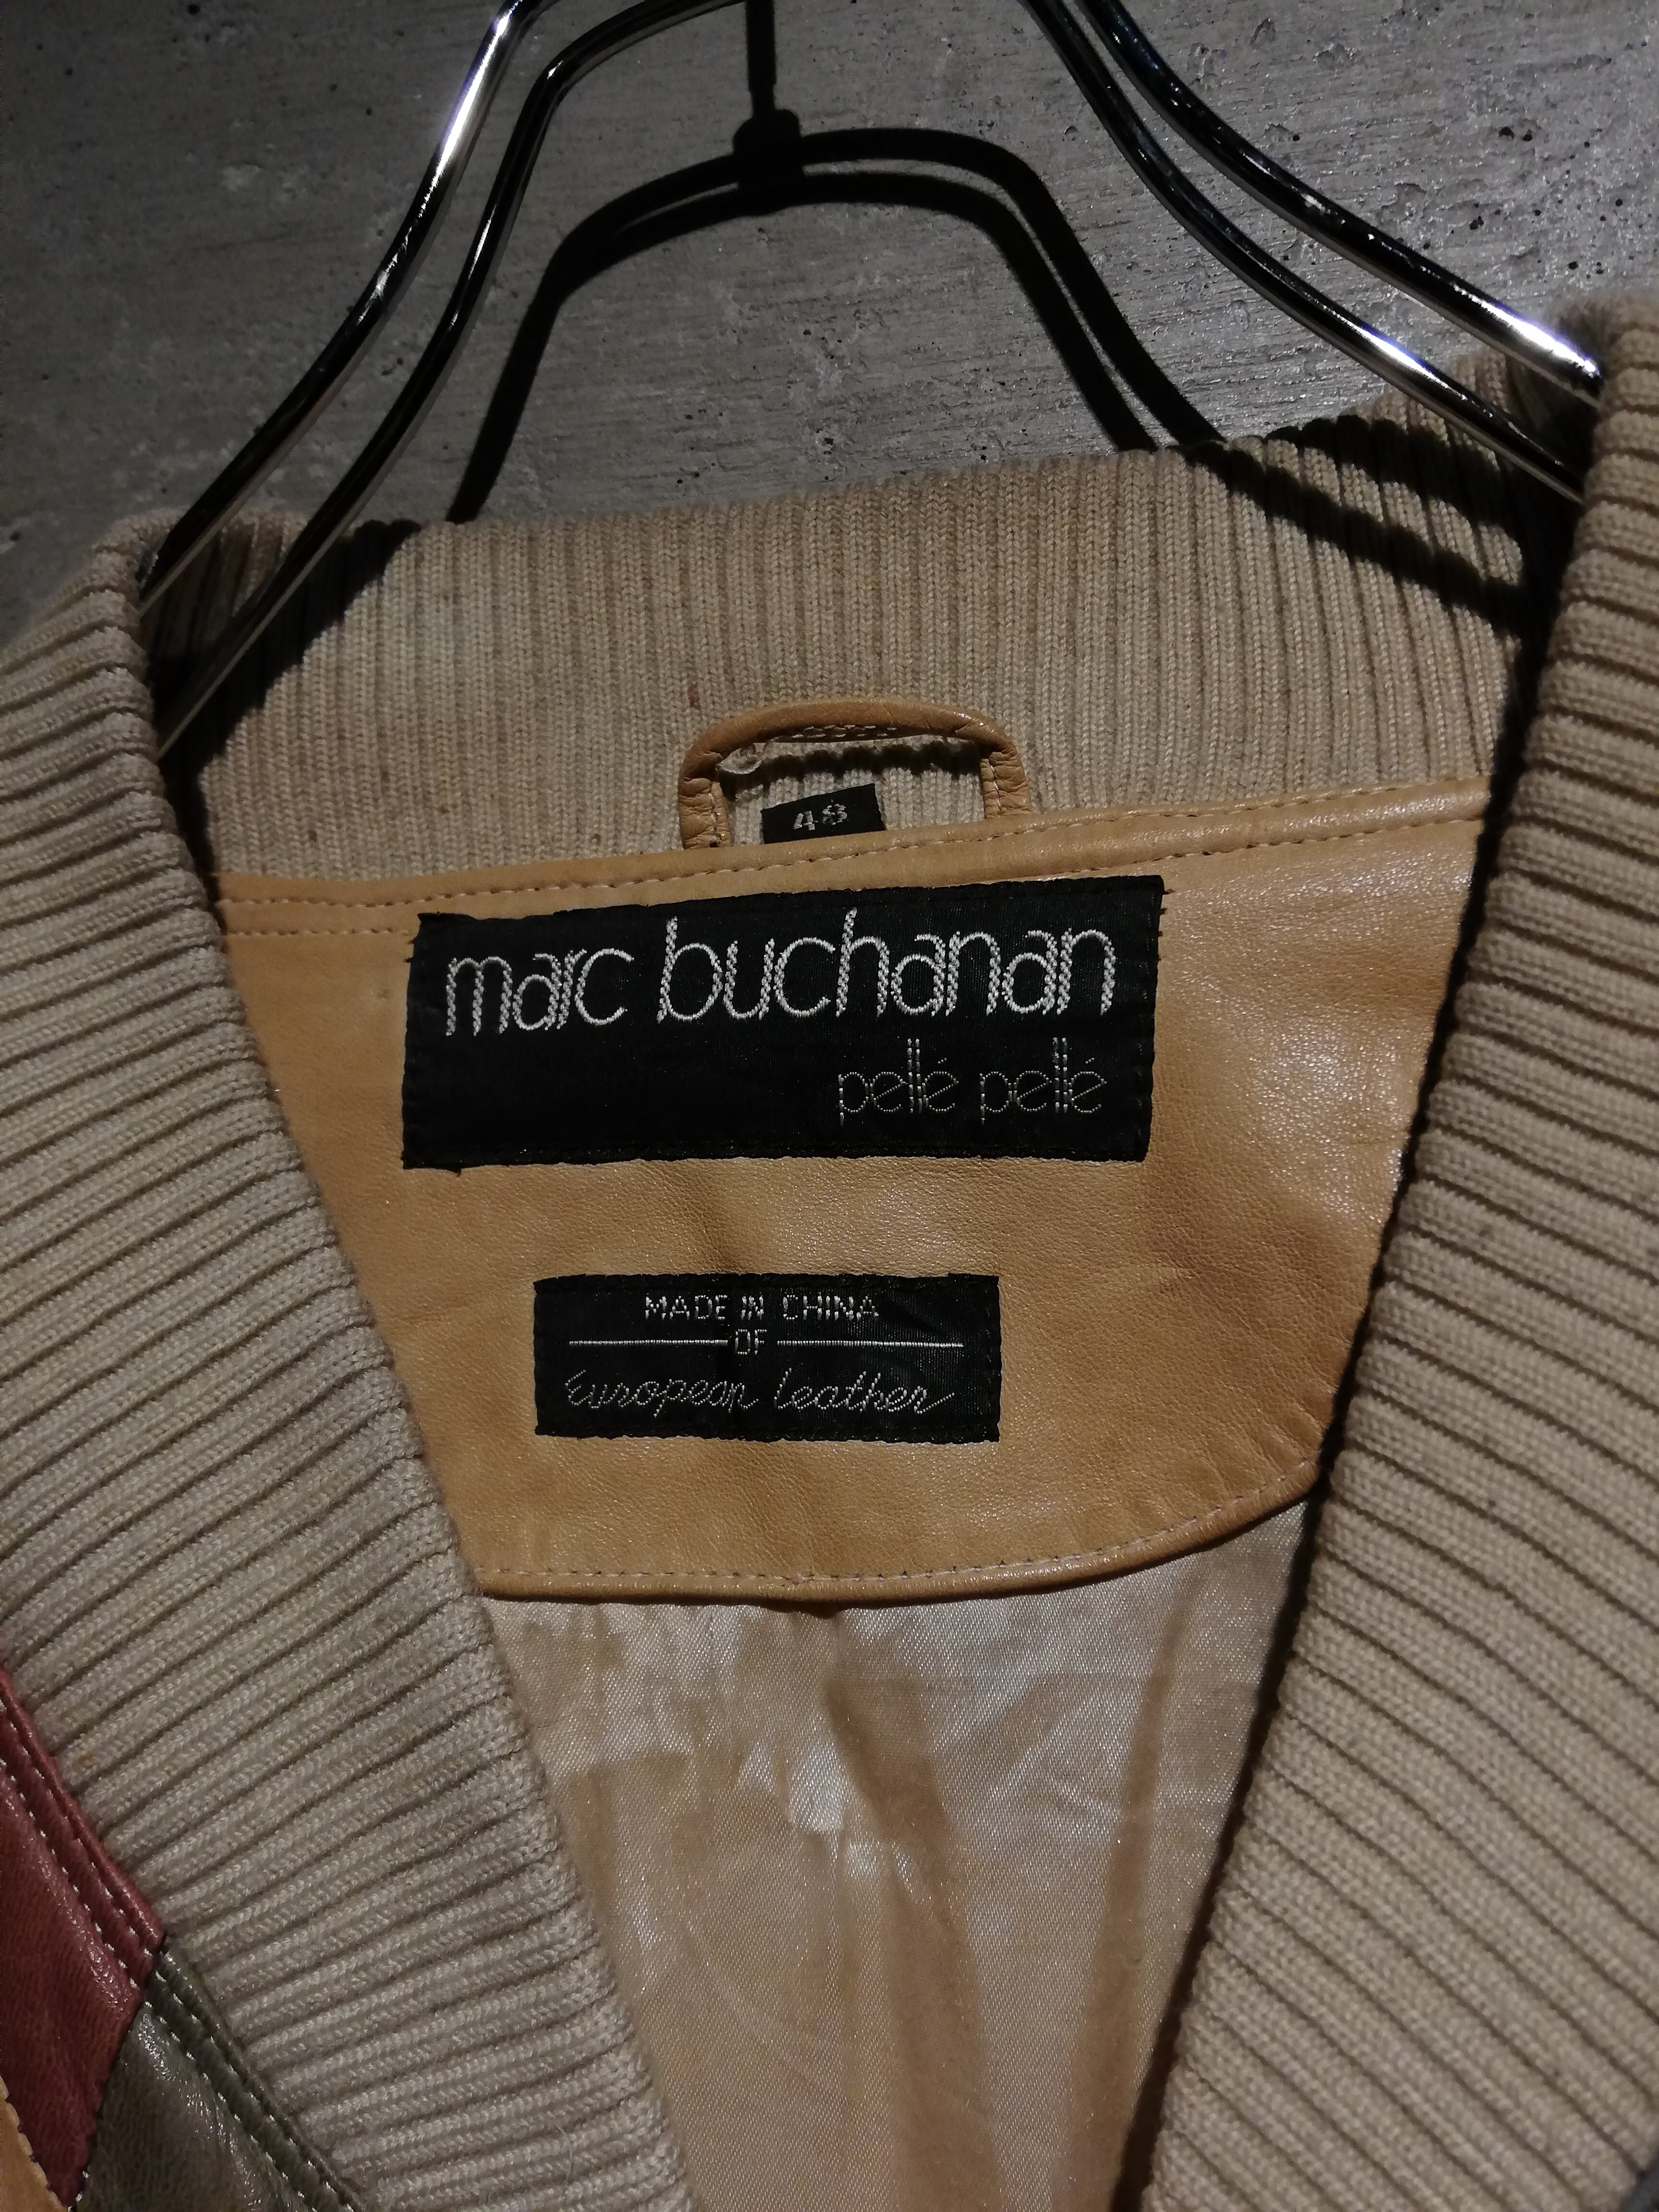 48
marc buchanan
pellé pellé
MADE IN CHINA
OF
European leather